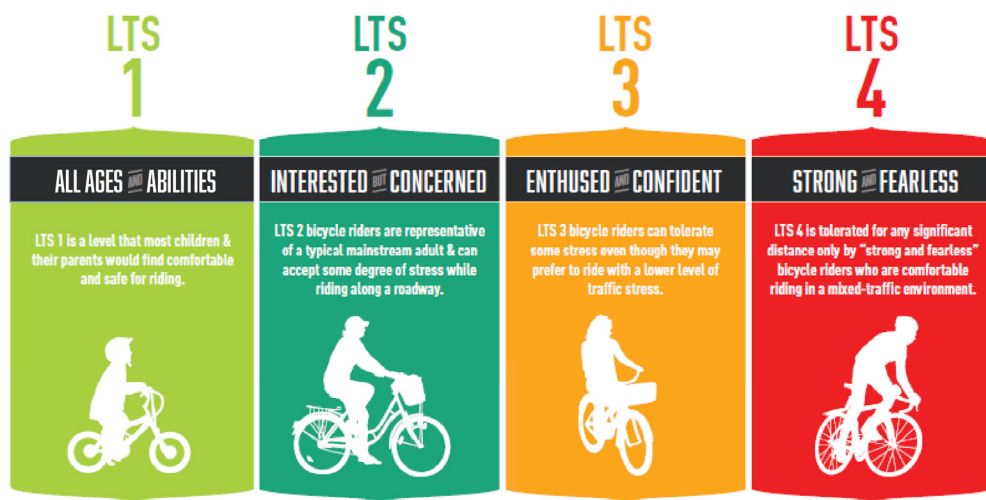 LTS
1
ALL AGES AND ABILITIES
LTS 1 is a level that most children &
their parents would find comfortable
and safe for riding.
LTS
2
INTERESTED BUT CONCERNED
LTS 2 bicycle riders are representative
of a typical mainstream adult & can
accept some degree of stress while
riding along a roadway.
LTS
3
ENTHUSED AND CONFIDENT
LTS 3 bicycle riders can tolerate
some stress even though they may
prefer to ride with a lower level of
traffic stress.
LTS
4
STRONG AND FEARLESS
LTS 4 is tolerated for any significant
distance only by “strong and fearless”
bicycle riders who are comfortable
riding in a mixed-traffic environment.